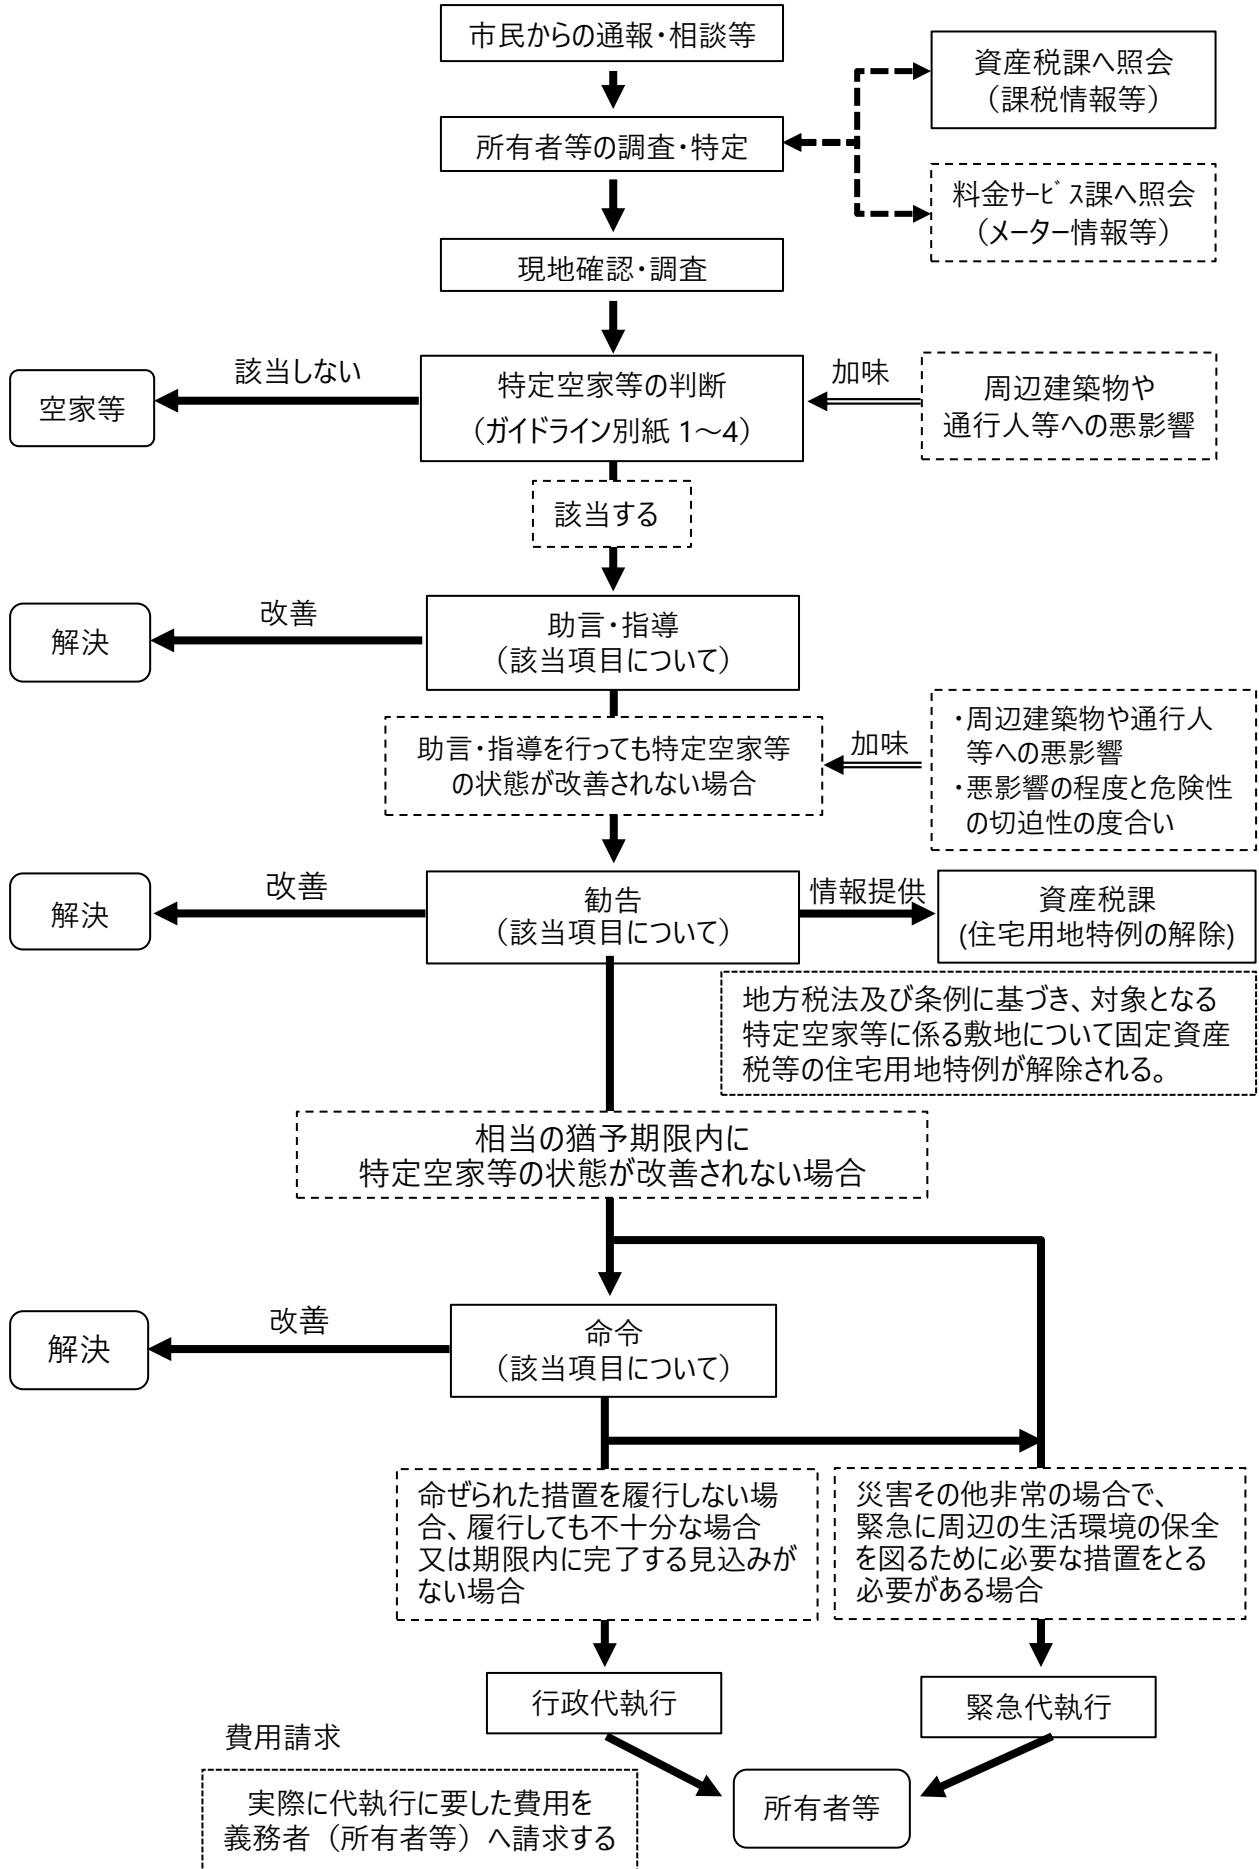 市民からの通報・相談等
資産税課へ照会
（課税情報等）
所有者等の調査・特定
料金ｻｰﾋﾞｽ課へ照会
（メーター情報等）
現地確認・調査
該当しない
空家等
特定空家等の判断
（ガイドライン別紙 1～4）
加味
周辺建築物や
通行人等への悪影響
該当する
改善
解決
助言・指導
（該当項目について）
助言・指導を行っても特定空家等
の状態が改善されない場合
加味
・周辺建築物や通行人
等への悪影響
・悪影響の程度と危険性
の切迫性の度合い
改善
解決
勧告
（該当項目について）
情報提供
資産税課
(住宅用地特例の解除)
地方税法及び条例に基づき、対象となる
特定空家等に係る敷地について固定資産
税等の住宅用地特例が解除される。
相当の猶予期限内に
特定空家等の状態が改善されない場合
改善
解決
命令
（該当項目について）
命ぜられた措置を履行しない場
合、履行しても不十分な場合
又は期限内に完了する見込みが
ない場合
災害その他非常の場合で、
緊急に周辺の生活環境の保全
を図るために必要な措置をとる
必要がある場合
行政代執行
緊急代執行
費用請求
実際に代執行に要した費用を
義務者（所有者等）へ請求する
所有者等